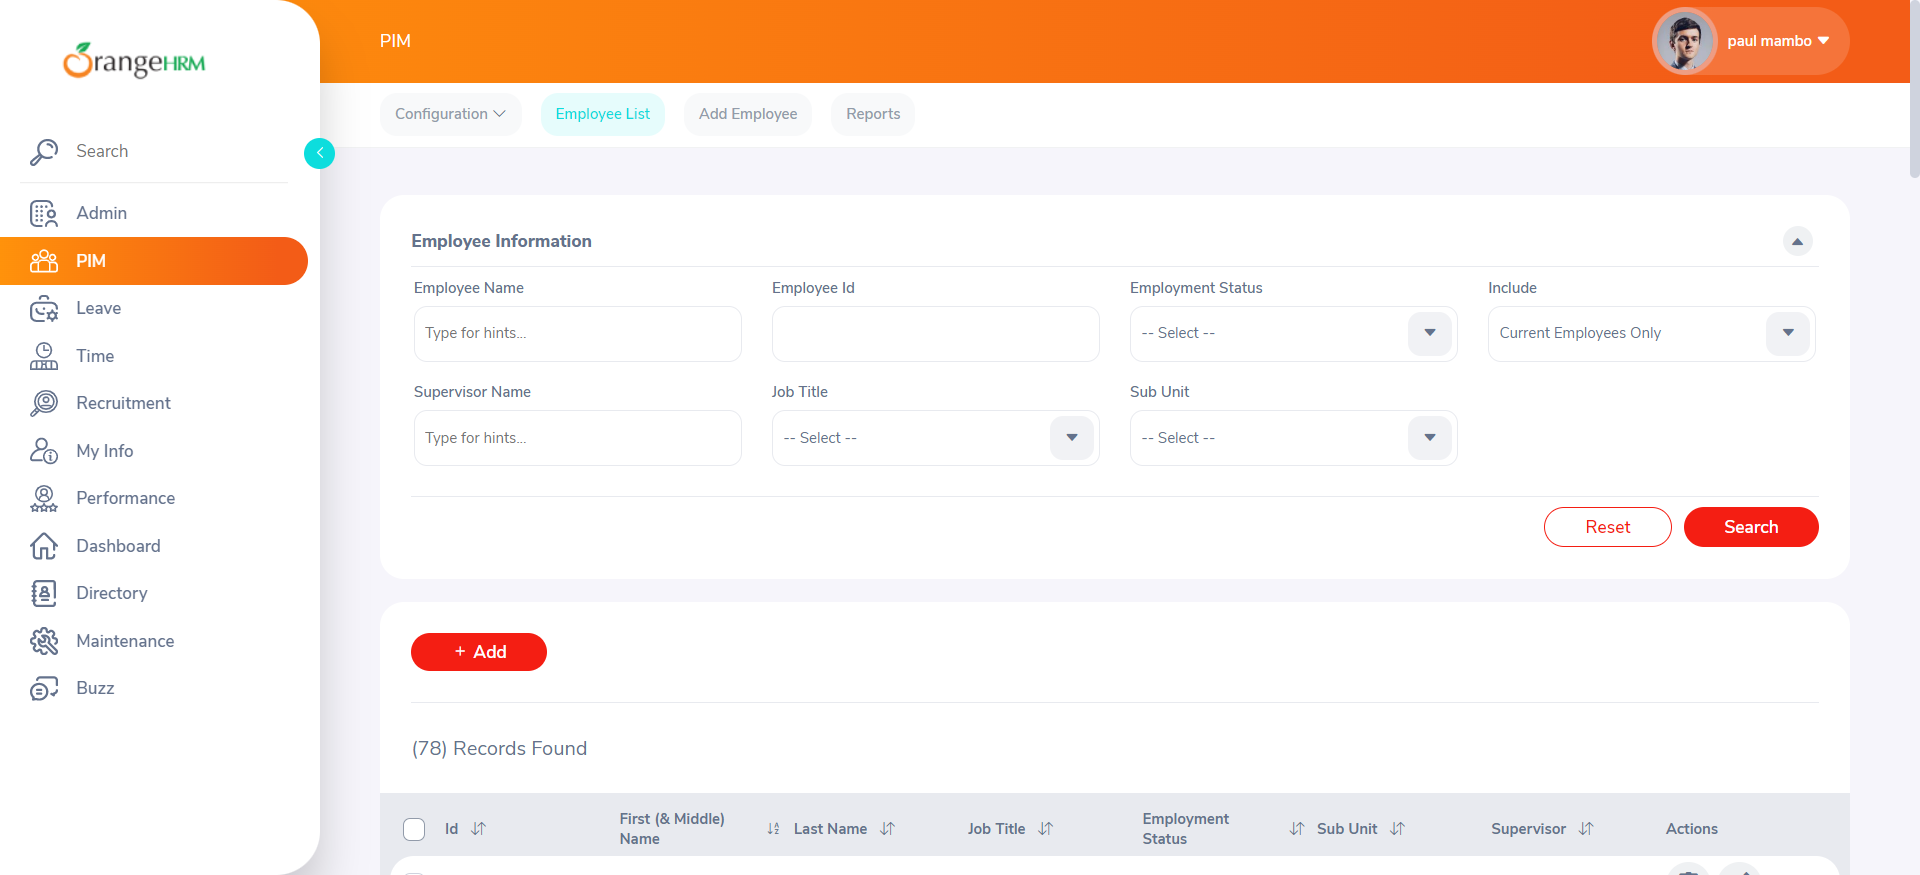 OrangeHRM
PIM
paul mambo
Configuration
Employee List
Add Employee
Reports
Search
Admin
PIM
Leave
Time
Recruitment
My Info
Performance
Dashboard
Directory
Maintenance
Buzz
Employee Information
Employee Name
Employee Id
Employment Status
Include
Type for hints...
-- Select --
Current Employees Only
Supervisor Name
Job Title
Sub Unit
Type for hints...
-- Select --
-- Select --
Reset
Search
+ Add
(78) Records Found
Id
First (& Middle)
Name
Last Name
Job Title
Employment
Status
Sub Unit
Supervisor
Actions